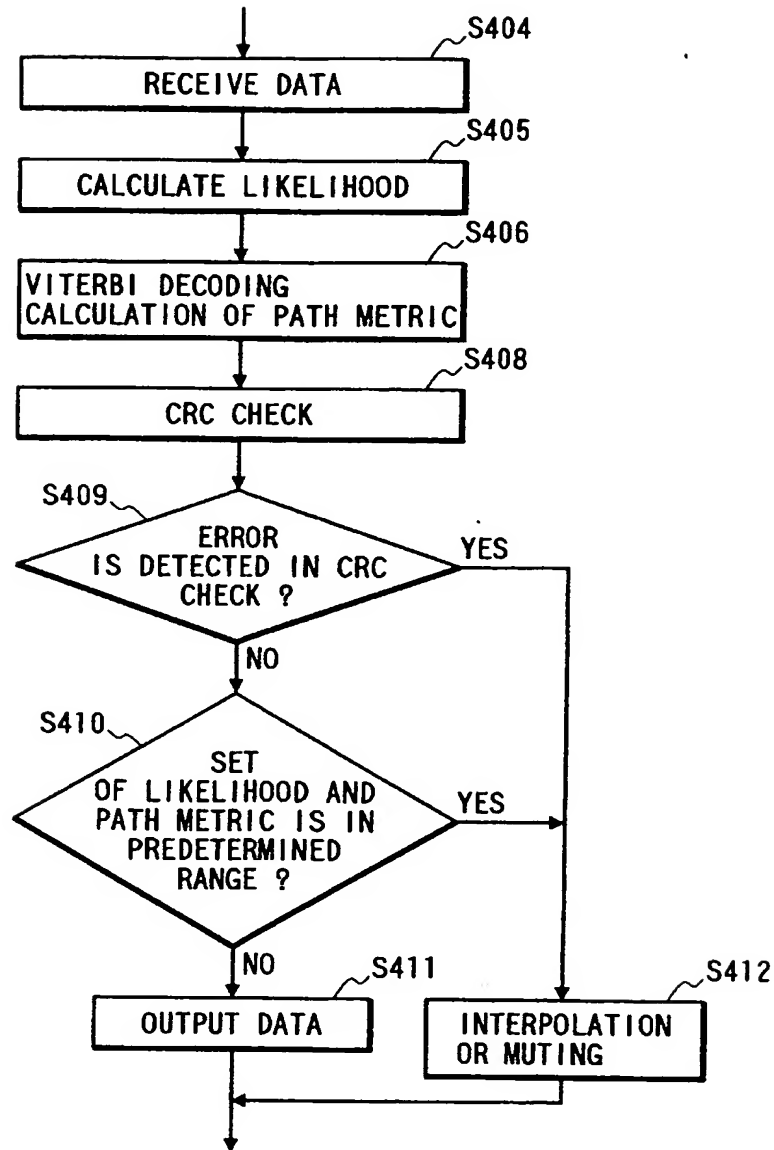 S404
RECEIVE DATA
S405
CALCULATE LIKELIHOOD
S406
VITERBI DECODING
CALCULATION OF PATH METRIC
S408
CRC CHECK
S409
ERROR
IS DETECTED IN CRC
CHECK ?
YES
NO
S410
SET
OF LIKELIHOOD AND
PATH METRIC IS IN
PREDETERMINED
RANGE ?
YES
NO
S411
OUTPUT DATA
S412
INTERPOLATION
OR MUTING